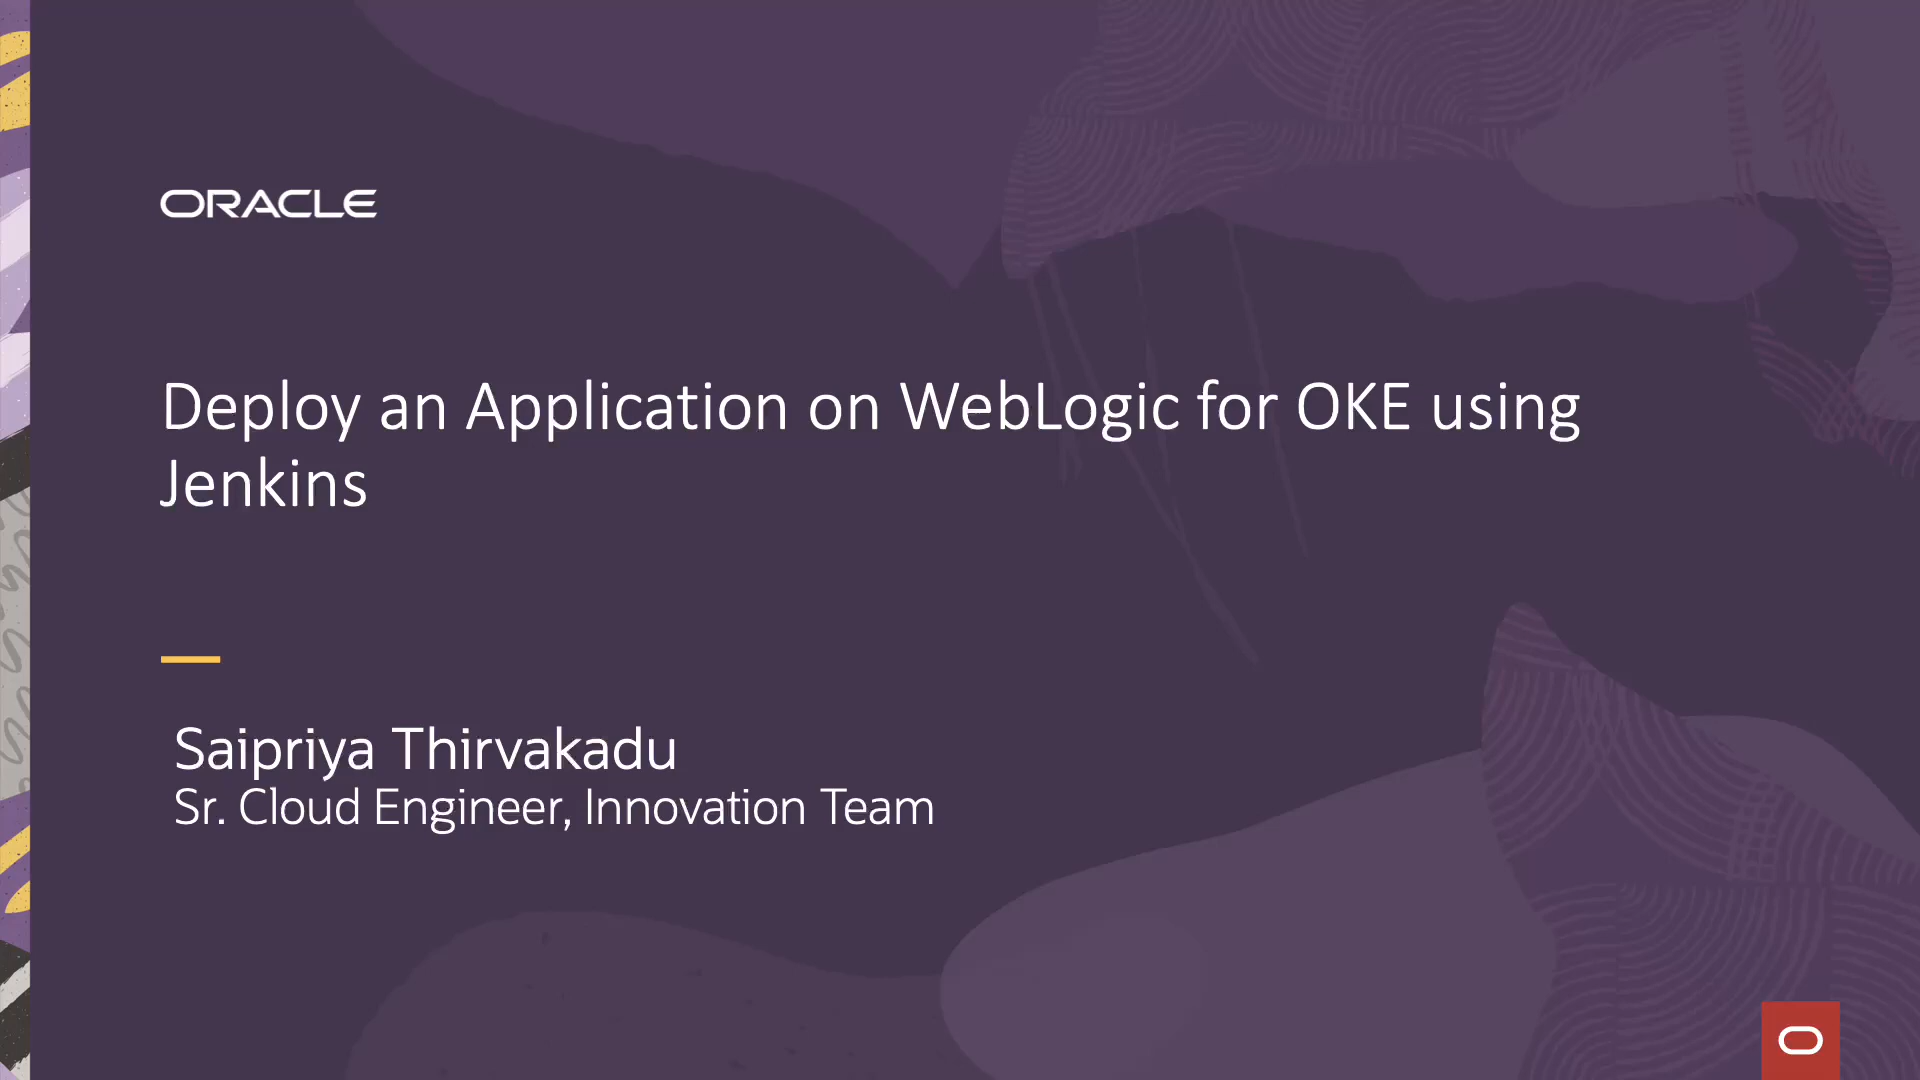 ORACLE
Deploy an Application on WebLogic for OKE using
Jenkins
Saipriya Thirvakadu
Sr. Cloud Engineer, Innovation Team